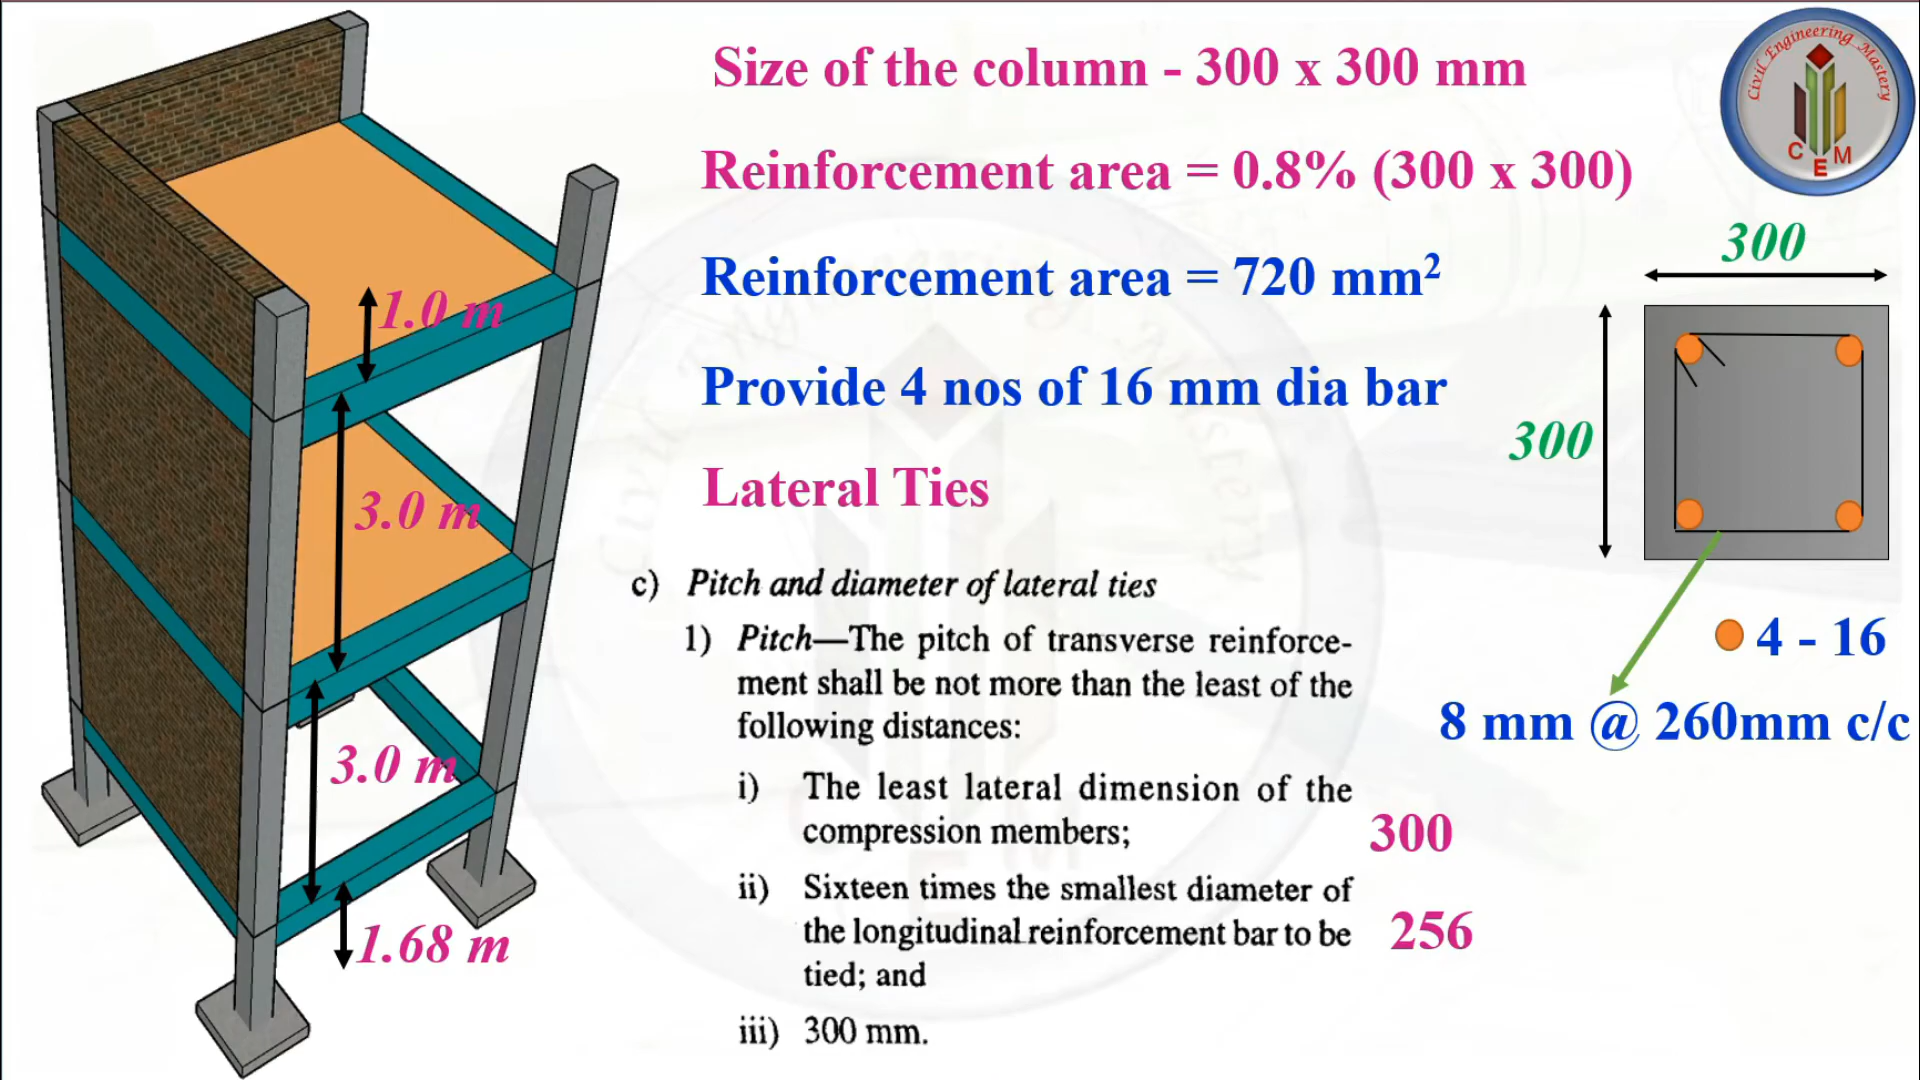 Size of the column - 300 x 300 mm
Civil Engineering Mastery
C E M
Reinforcement area = 0.8% (300 x 300)
300
Reinforcement area = 720 mm²
1.0 m
Provide 4 nos of 16 mm dia bar
300
Lateral Ties
3.0 m
c) Pitch and diameter of lateral ties
1) Pitch—The pitch of transverse reinforce-
ment shall be not more than the least of the
following distances:
4 - 16
8 mm @ 260mm c/c
3.0 m
i) The least lateral dimension of the
compression members;
300
ii) Sixteen times the smallest diameter of
the longitudinal reinforcement bar to be
tied; and
256
1.68 m
iii) 300 mm.